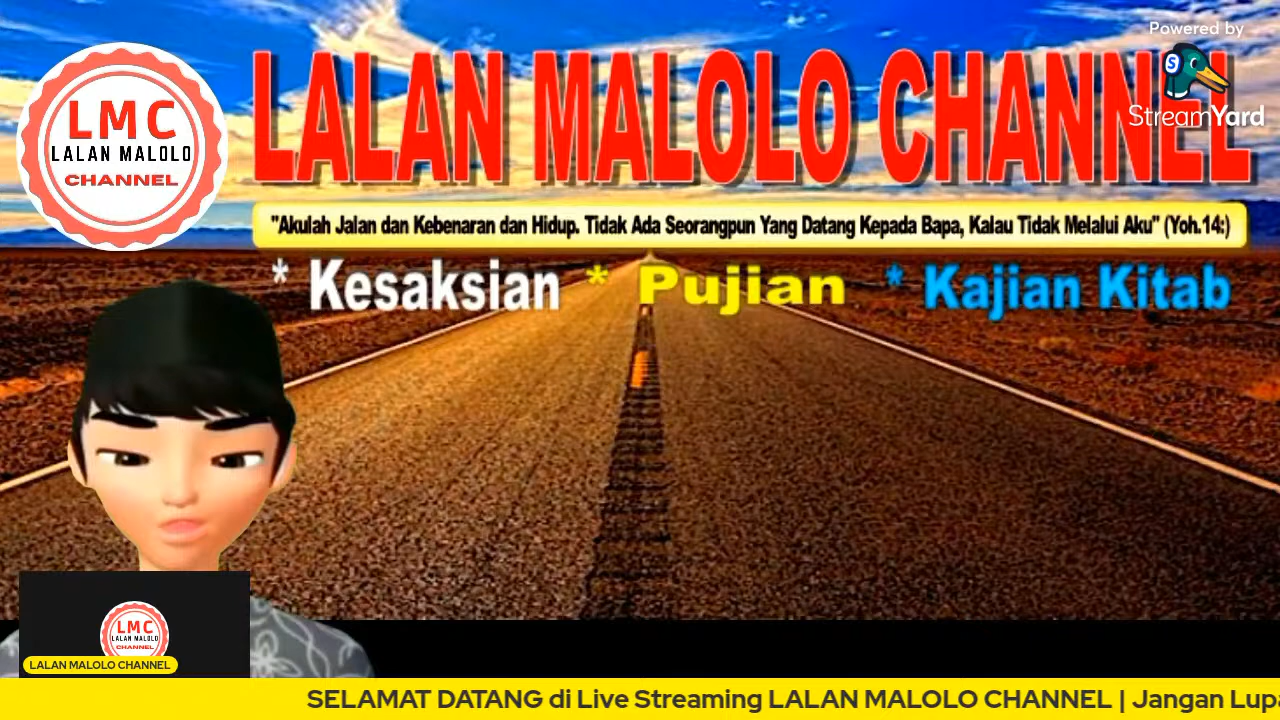 Powered by
StreamYard
LMC
LALAN MALOLO
CHANNEL
LALAN MALOLO CHANNEL
"Akulah Jalan dan Kebenaran dan Hidup. Tidak Ada Seorangpun Yang Datang Kepada Bapa, Kalau Tidak Melalui Aku" (Yoh.14:)
* Kesaksian * Pujian * Kajian Kitab
LMC
LALAN MALOLO
CHANNEL
LALAN MALOLO CHANNEL
SELAMAT DATANG di Live Streaming LALAN MALOLO CHANNEL | Jangan Lupa